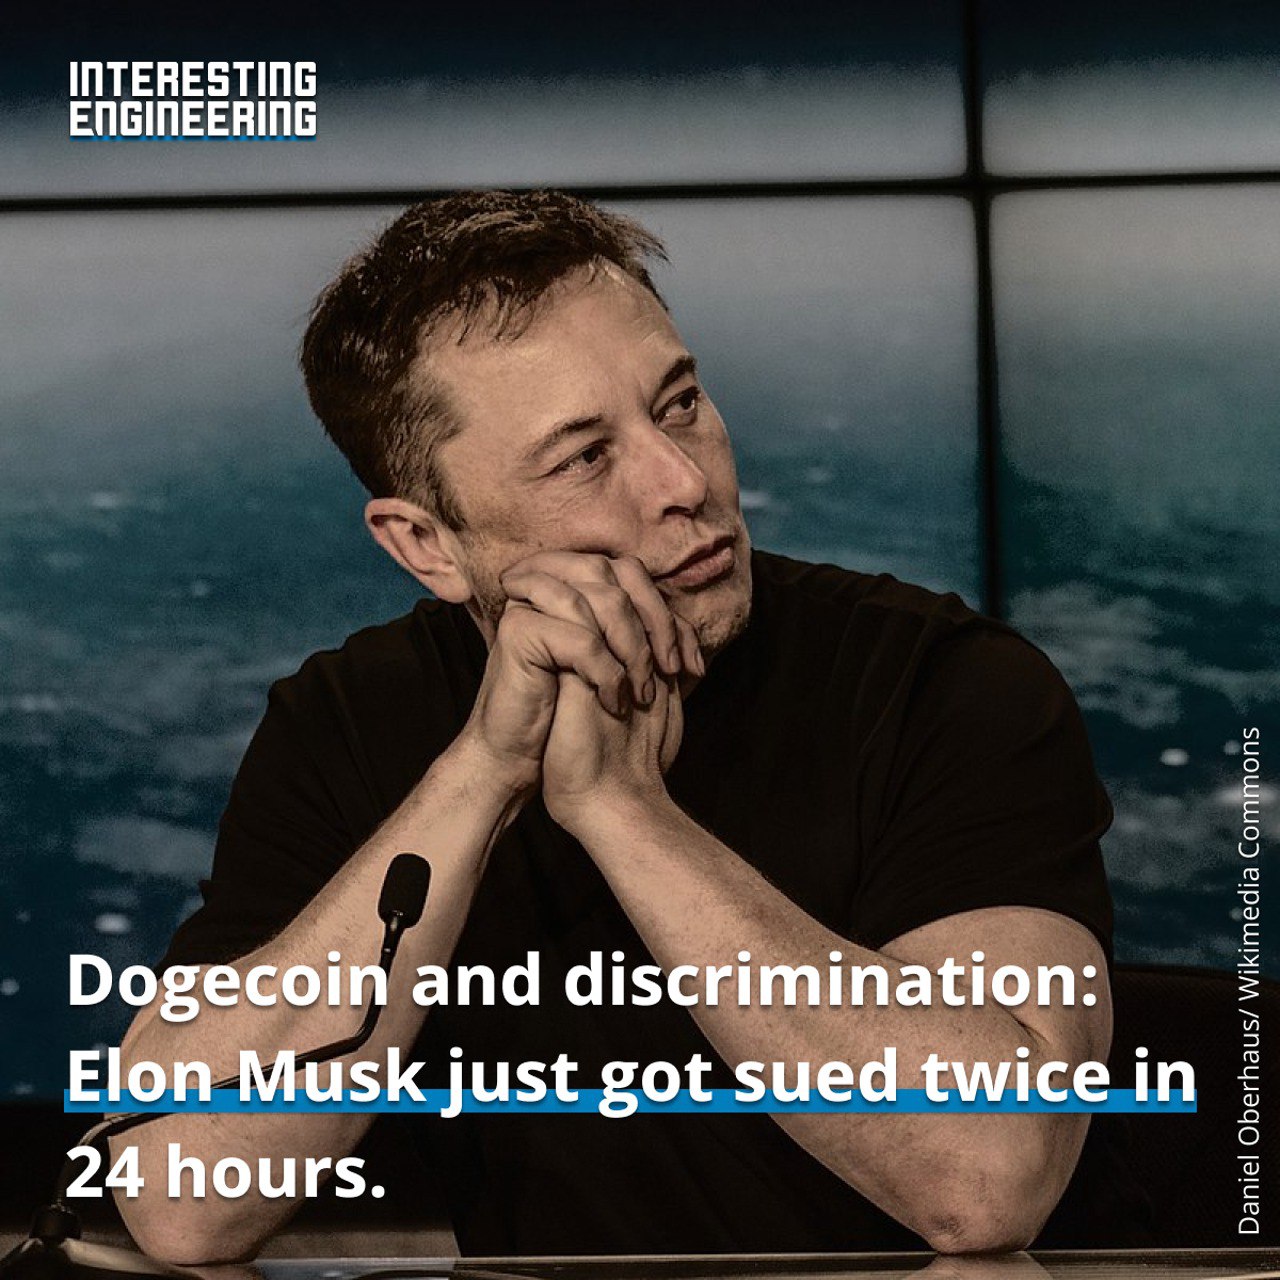 INTERESTING
ENGINEERING
Dogecoin and discrimination:
Elon Musk just got sued twice in
24 hours.
Daniel Oberhaus/ Wikimedia Commons